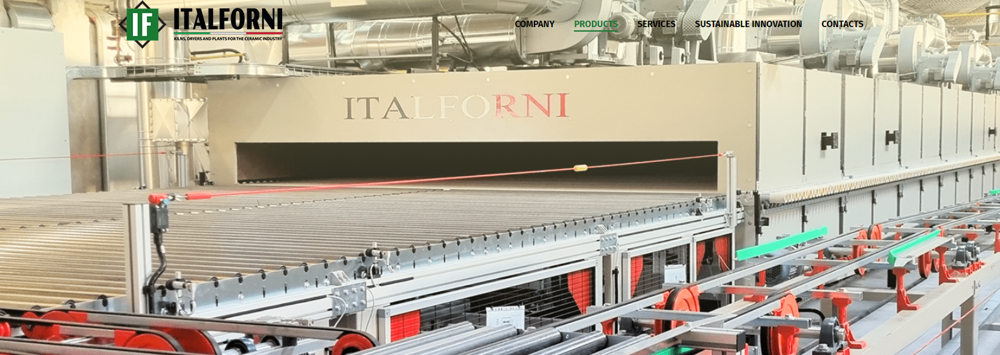 IF
ITALFORNI
KILNS, DRYERS AND PLANTS FOR THE CERAMIC INDUSTRY
COMPANY PRODUCTS SERVICES SUSTAINABLE INNOVATION CONTACTS
ITALFORNI